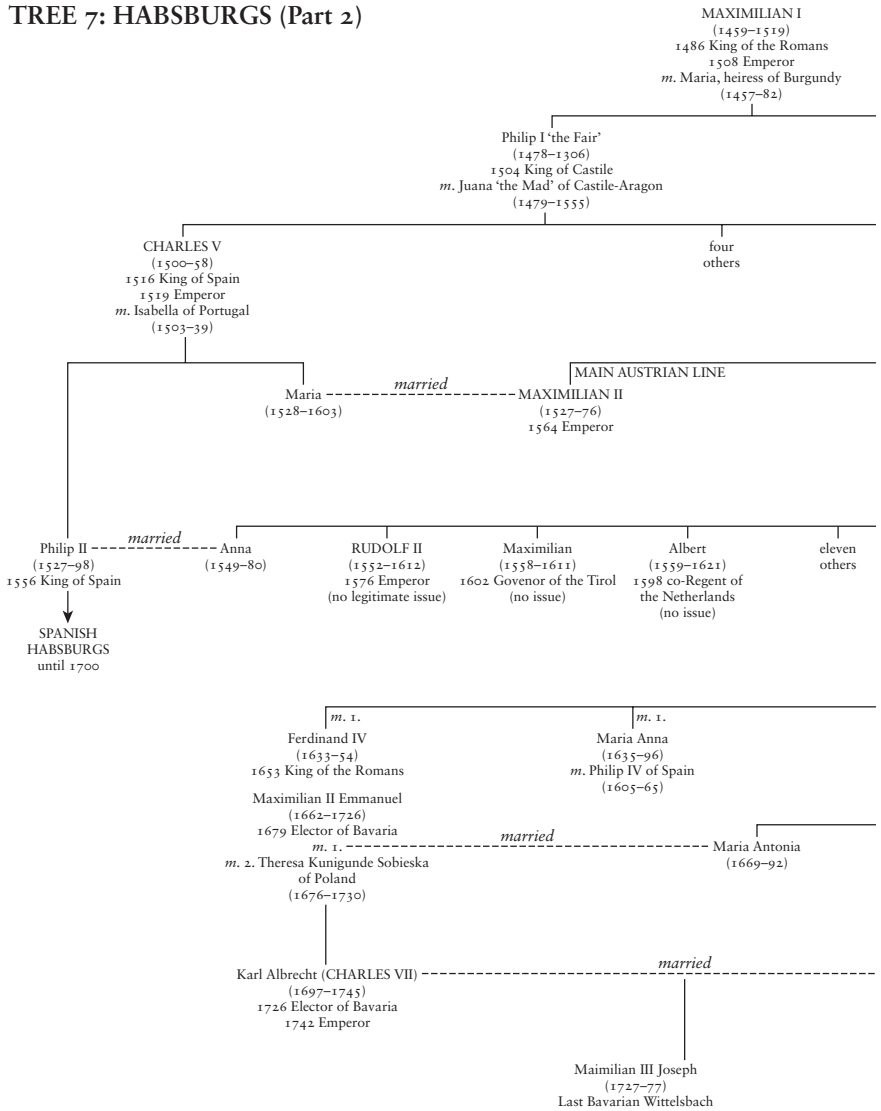 TREE 7: HABSBURGS (Part 2)
MAXIMILIAN I
(1459–1519)
1486 King of the Romans
1508 Emperor
m. Maria, heiress of Burgundy
(1457–82)
Philip I ‘the Fair’
(1478–1306)
1504 King of Castile
m. Juana ‘the Mad’ of Castile-Aragon
(1479–1555)
CHARLES V
(1500–58)
1516 King of Spain
1519 Emperor
m. Isabella of Portugal
(1503–39)
four
others
MAIN AUSTRIAN LINE
Maria
(1528–1603)
married
MAXIMILIAN II
(1527–76)
1564 Emperor
Philip II
(1527–98)
1556 King of Spain
married
Anna
(1549–80)
RUDOLF II
(1552–1612)
1576 Emperor
(no legitimate issue)
Maximilian
(1558–1611)
1602 Govenor of the Tirol
(no issue)
Albert
(1559–1621)
1598 co-Regent of
the Netherlands
(no issue)
eleven
others
SPANISH
HABSBURGS
until 1700
m. 1.
Ferdinand IV
(1633–54)
1653 King of the Romans
m. 1.
Maria Anna
(1635–96)
m. Philip IV of Spain
(1605–65)
Maximilian II Emmanuel
(1662–1726)
1679 Elector of Bavaria
m. 1.
married
Maria Antonia
(1669–92)
m. 2. Theresa Kunigunde Sobieska
of Poland
(1676–1730)
Karl Albrecht (CHARLES VII)
(1697–1745)
1726 Elector of Bavaria
1742 Emperor
married
Maimilian III Joseph
(1727–77)
Last Bavarian Wittelsbach